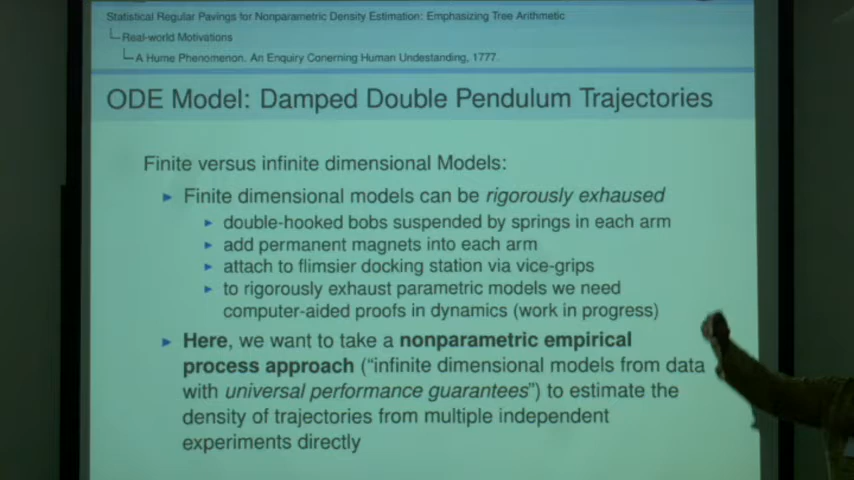 Statistical Regular Pavings for Nonparametric Density Estimation: Emphasizing Tree Arithmetic
Real-world Motivations
A Hume Phenomenon. An Enquiry Conerning Human Undestanding, 1777.
ODE Model: Damped Double Pendulum Trajectories
Finite versus infinite dimensional Models:
Finite dimensional models can be rigorously exhaused
double-hooked bobs suspended by springs in each arm
add permanent magnets into each arm
attach to flimsier docking station via vice-grips
to rigorously exhaust parametric models we need
computer-aided proofs in dynamics (work in progress)
Here, we want to take a nonparametric empirical
process approach (“infinite dimensional models from data
with universal performance guarantees”) to estimate the
density of trajectories from multiple independent
experiments directly